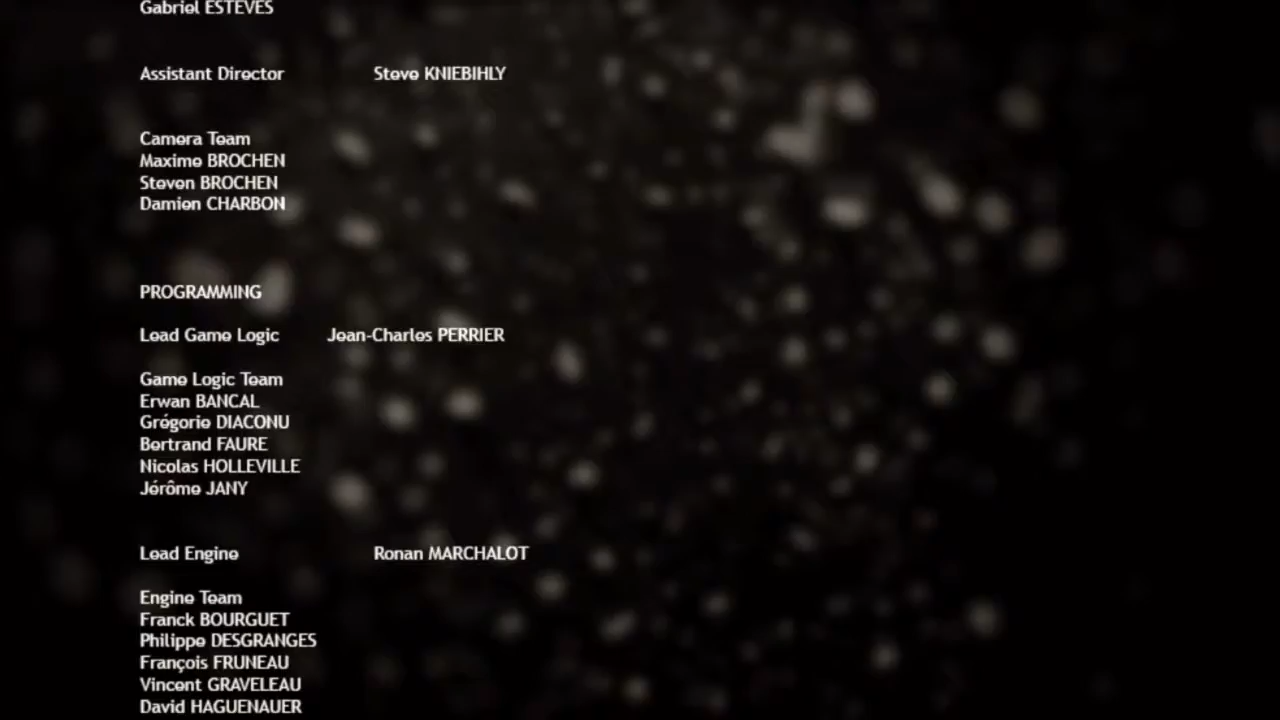 Gabriel ESTEVES
Assistant Director Steve KNIEBIHLY
Camera Team
Maxime BROCHEN
Steven BROCHEN
Damien CHARBON
PROGRAMMING
Lead Game Logic Jean-Charles PERRIER
Game Logic Team
Erwan BANCAL
Grégorie DIACONU
Bertrand FAURE
Nicolas HOLLEVILLE
Jérôme JANY
Lead Engine Ronan MARCHALOT
Engine Team
Franck BOURGUET
Philippe DESGRANGES
François FRUNEAU
Vincent GRAVELEAU
David HAGUENAUER